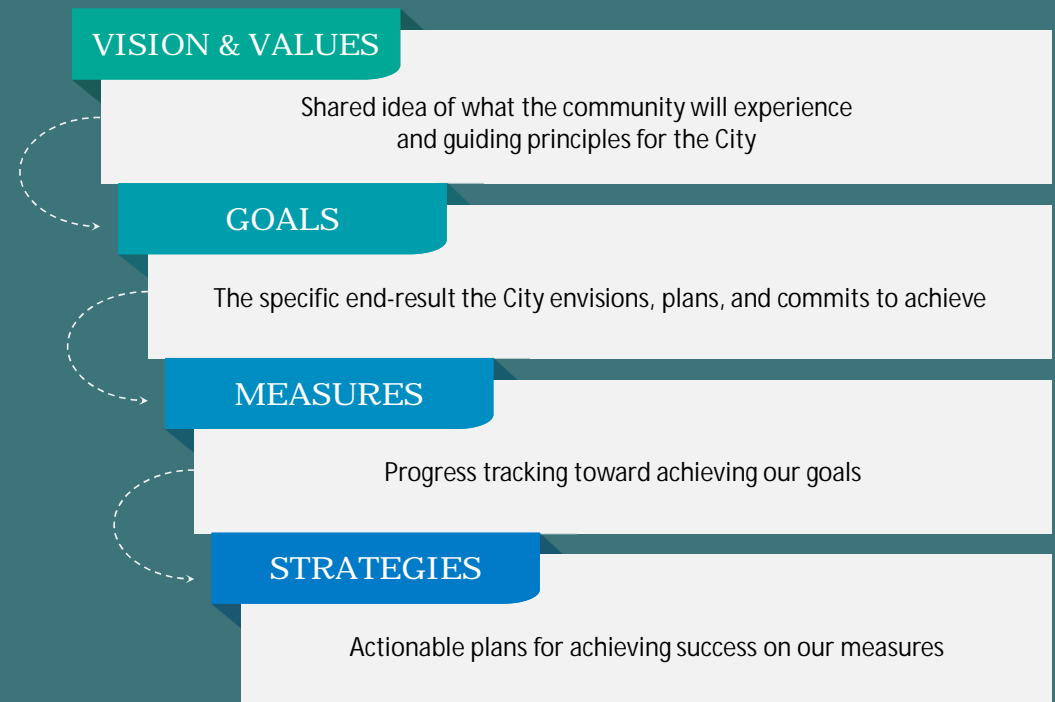 VISION & VALUES
Shared idea of what the community will experience
and guiding principles for the City
GOALS
The specific end-result the City envisions, plans, and commits to achieve
MEASURES
Progress tracking toward achieving our goals
STRATEGIES
Actionable plans for achieving success on our measures